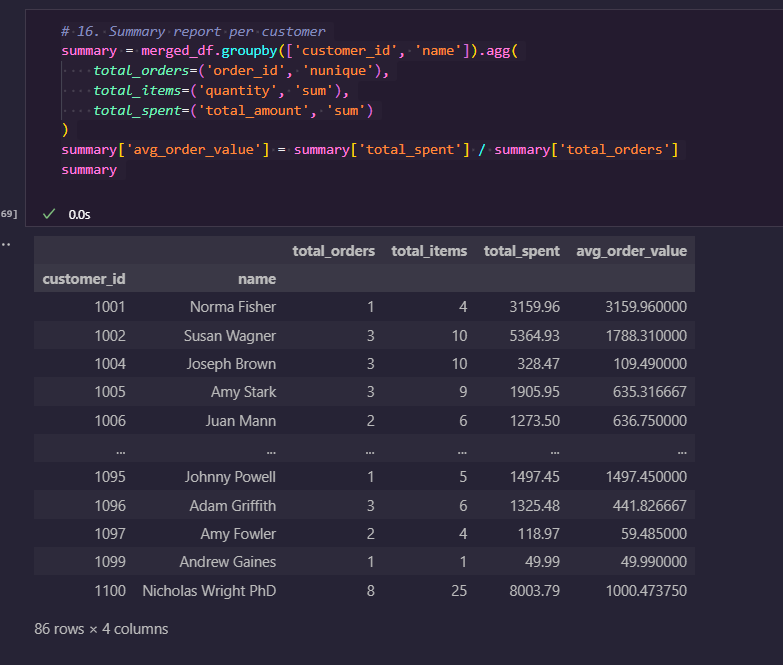 # 16. Summary report per customer
summary = merged_df.groupby(['customer_id', 'name']).agg(
    total_orders=('order_id', 'nunique'),
    total_items=('quantity', 'sum'),
    total_spent=('total_amount', 'sum')
)
summary['avg_order_value'] = summary['total_spent'] / summary['total_orders']
summary
69] ✓ 0.0s
..
total_orders total_items total_spent avg_order_value
customer_id name
1001 Norma Fisher 1 4 3159.96 3159.960000
1002 Susan Wagner 3 10 5364.93 1788.310000
1004 Joseph Brown 3 10 328.47 109.490000
1005 Amy Stark 3 9 1905.95 635.316667
1006 Juan Mann 2 6 1273.50 636.750000
... ... ... ... ... ...
1095 Johnny Powell 1 5 1497.45 1497.450000
1096 Adam Griffith 3 6 1325.48 441.826667
1097 Amy Fowler 2 4 118.97 59.485000
1099 Andrew Gaines 1 1 49.99 49.990000
1100 Nicholas Wright PhD 8 25 8003.79 1000.473750
86 rows × 4 columns